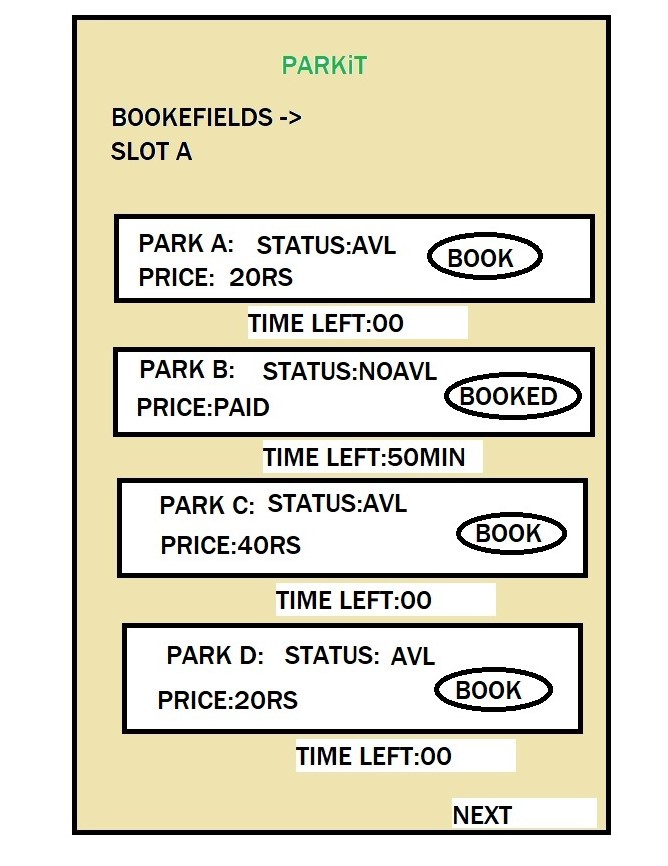 PARKiT
BOOKEFIELDS ->
SLOT A
PARK A: STATUS:AVL BOOK
PRICE: 20RS
TIME LEFT:00
PARK B: STATUS:NOAVL
PRICE:PAID BOOKED
TIME LEFT:50MIN
PARK C: STATUS:AVL
PRICE:40RS BOOK
TIME LEFT:00
PARK D: STATUS: AVL
PRICE:20RS BOOK
TIME LEFT:00
NEXT